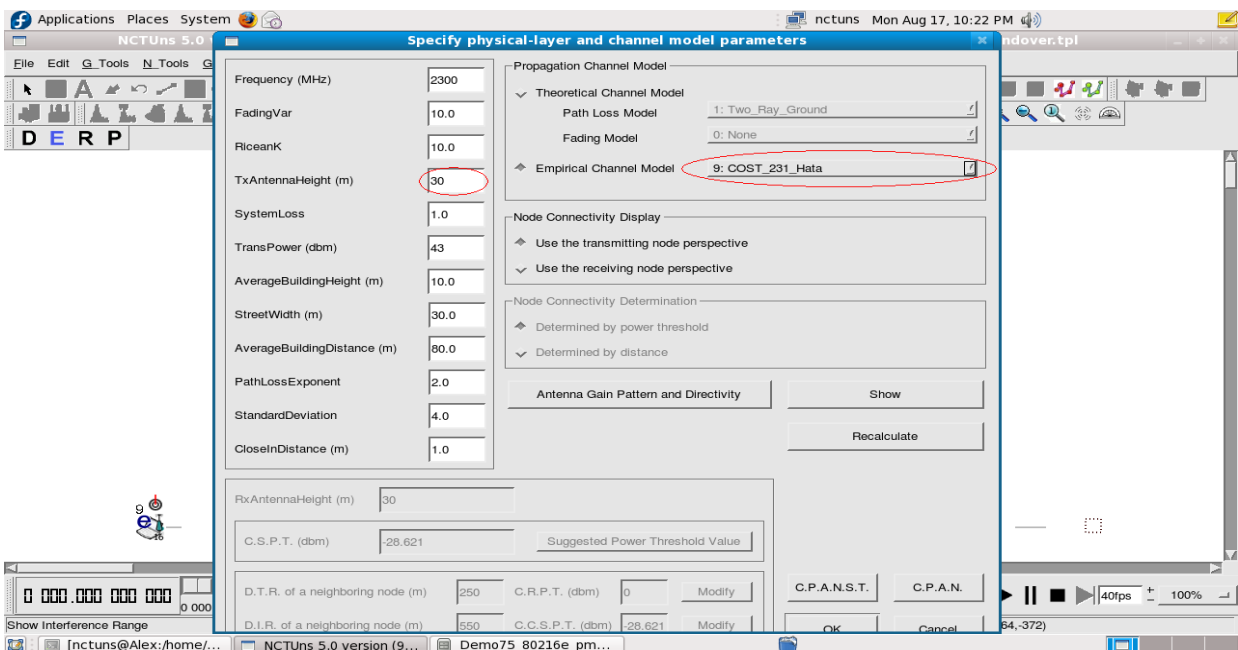 Applications Places System
nctuns Mon Aug 17, 10:22 PM
NCTUns 5.0
Specify physical-layer and channel model parameters
ndover.tpl
File Edit G_Tools N_Tools G
D E R P
Frequency (MHz) 2300
FadingVar 10.0
RiceanK 10.0
TxAntennaHeight (m) 30
SystemLoss 1.0
TransPower (dbm) 43
AverageBuildingHeight (m) 10.0
StreetWidth (m) 30.0
AverageBuildingDistance (m) 80.0
PathLossExponent 2.0
StandardDeviation 4.0
CloseInDistance (m) 1.0
Propagation Channel Model
Theoretical Channel Model
Path Loss Model 1: Two_Ray_Ground
Fading Model 0: None
Empirical Channel Model 9: COST_231_Hata
Node Connectivity Display
Use the transmitting node perspective
Use the receiving node perspective
Node Connectivity Determination
Determined by power threshold
Determined by distance
Antenna Gain Pattern and Directivity
Show
Recalculate
RxAntennaHeight (m) 30
C.S.P.T. (dbm) -28.621 Suggested Power Threshold Value
D.T.R. of a neighboring node (m) 250 C.R.P.T. (dbm) 0 Modify
D.I.R. of a neighboring node (m) 550 C.C.S.P.T. (dbm) -28.621 Modify
C.P.A.N.S.T. C.P.A.N.
OK Cancel
9
16
0 000.000 000 000
0 000
40fps 100%
Show Interference Range
64,-372)
[nctuns@Alex:/home/... NCTUns 5.0 version (9... Demo75_80216e_pm...